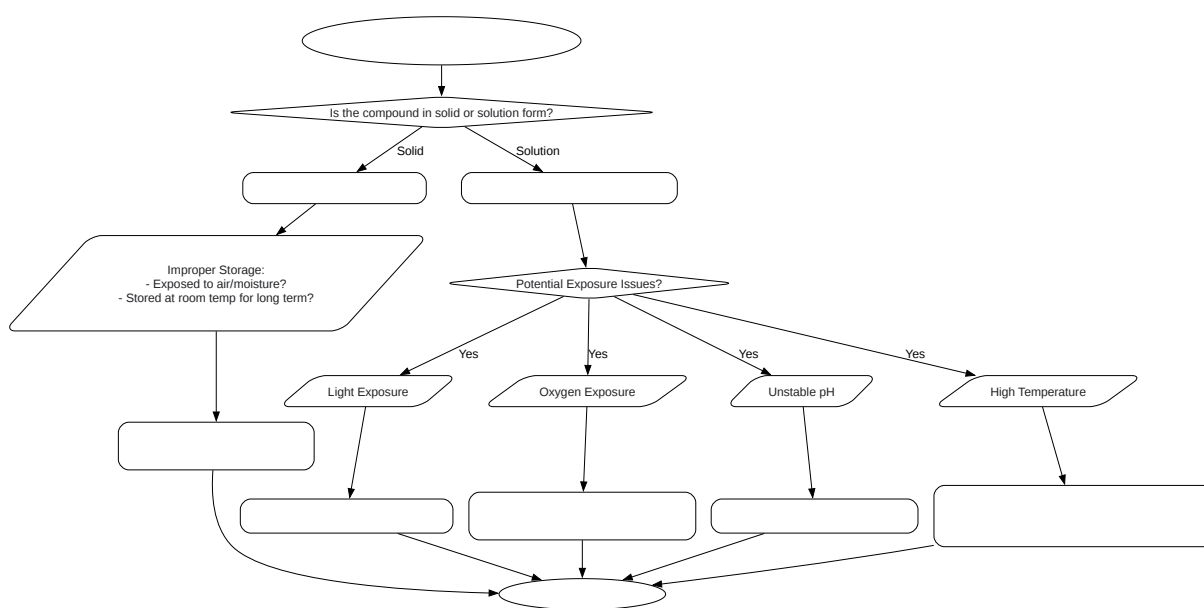 Is the compound in solid or solution form?
Solid
Solution
Improper Storage:
- Exposed to air/moisture?
- Stored at room temp for long term?
Potential Exposure Issues?
Yes
Yes
Yes
Yes
Light Exposure
Oxygen Exposure
Unstable pH
High Temperature